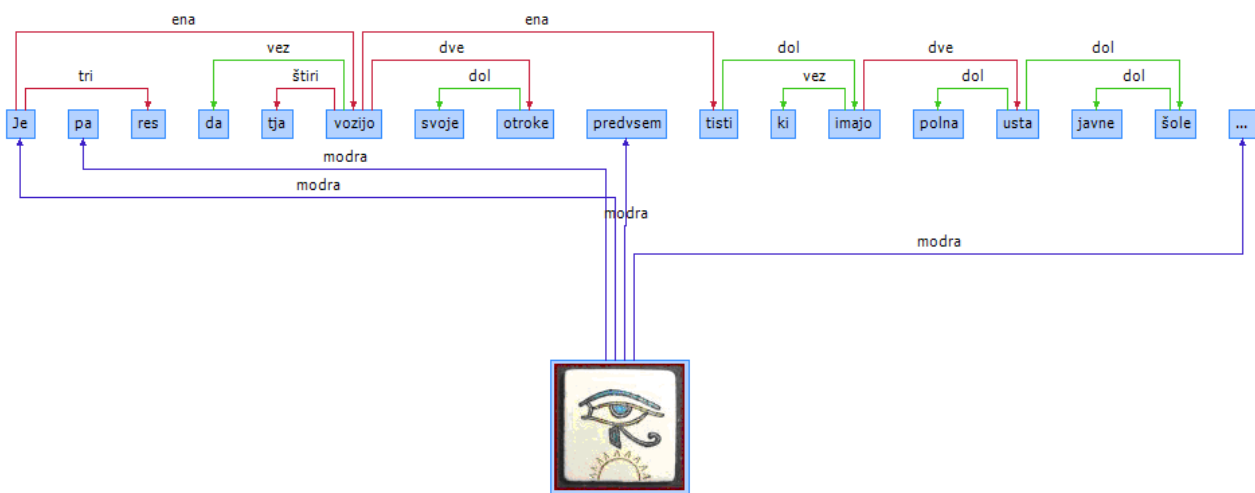 ena ena
vez dve dol dve dol
tri štiri dol vez dol dol
Je pa res da tja vozijo svoje otroke predvsem tisti ki imajo polna usta javne šole ...
modra
modra
modra
modra